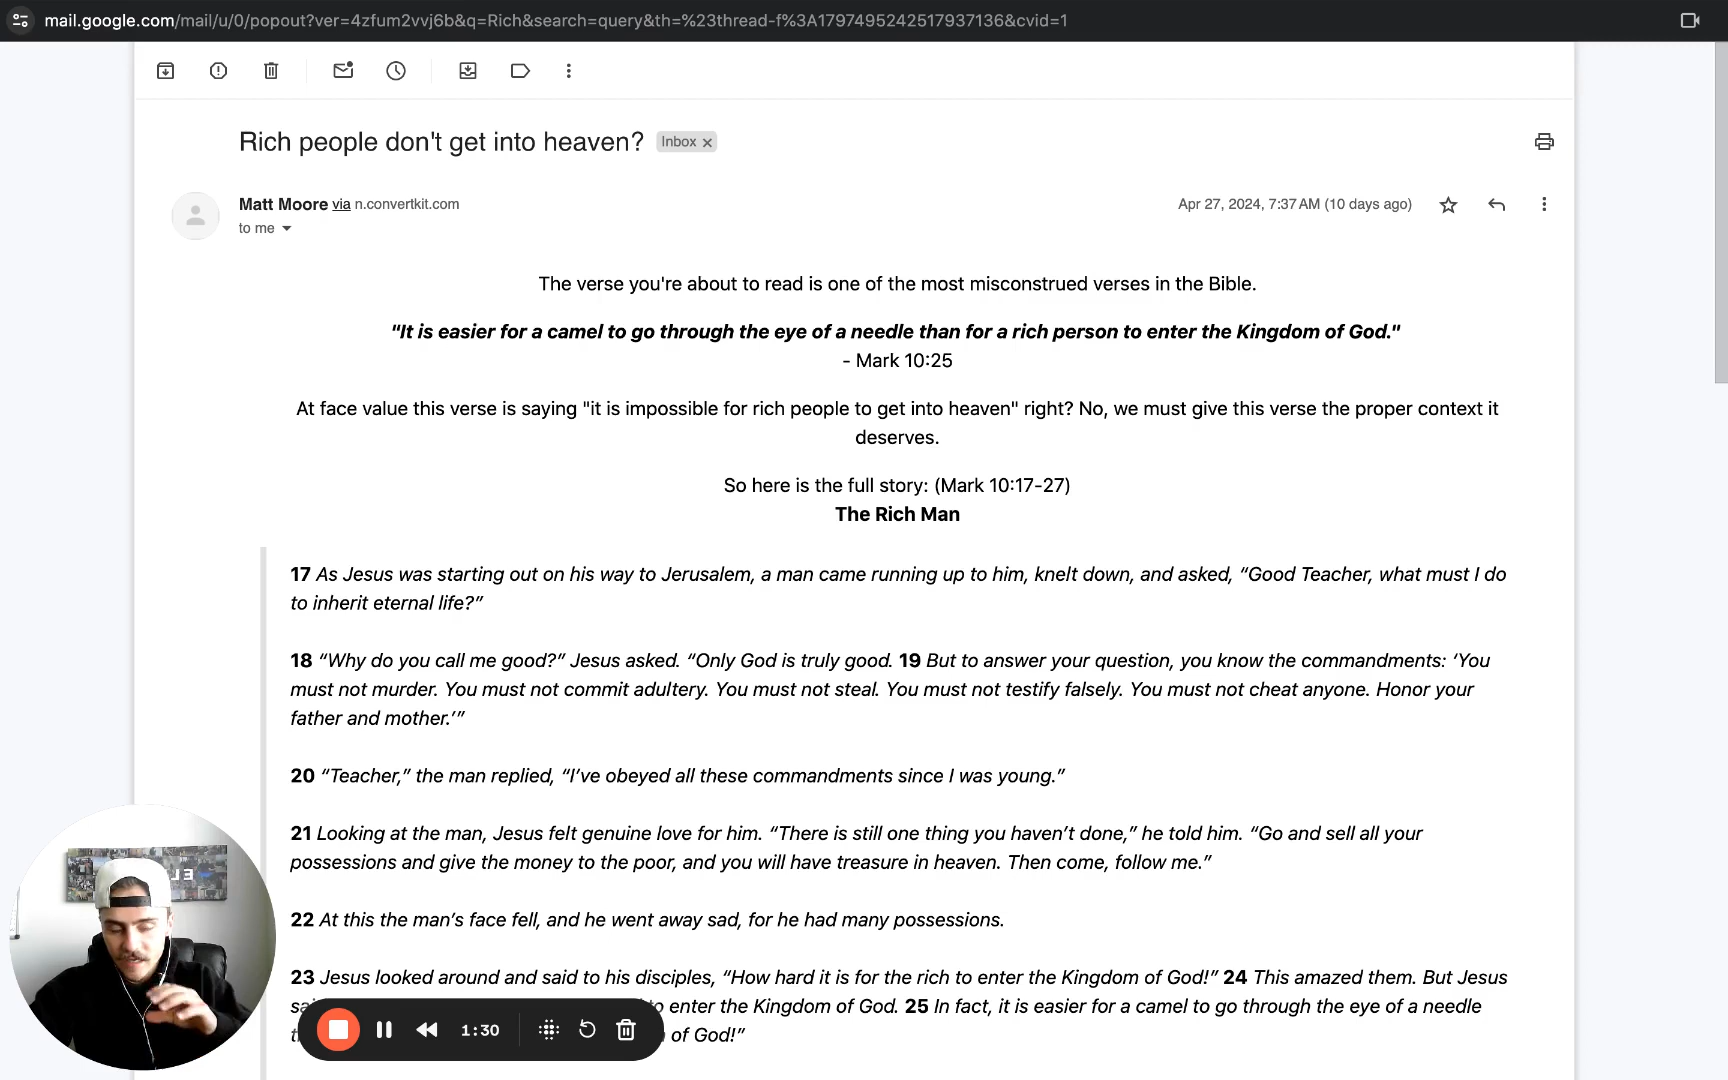 mail.google.com/mail/u/0/popout?ver=4zfum2vvj6b&q=Rich&search=query&th=%23thread-f%3A1797495242517937136&cvid=1
Rich people don't get into heaven? Inbox x
Matt Moore via n.convertkit.com
Apr 27, 2024, 7:37 AM (10 days ago)
to me
The verse you're about to read is one of the most misconstrued verses in the Bible.
"It is easier for a camel to go through the eye of a needle than for a rich person to enter the Kingdom of God."
- Mark 10:25
At face value this verse is saying "it is impossible for rich people to get into heaven" right? No, we must give this verse the proper context it
deserves.
So here is the full story: (Mark 10:17-27)
The Rich Man
17 As Jesus was starting out on his way to Jerusalem, a man came running up to him, knelt down, and asked, “Good Teacher, what must I do
to inherit eternal life?”
18 “Why do you call me good?” Jesus asked. “Only God is truly good. 19 But to answer your question, you know the commandments: ‘You
must not murder. You must not commit adultery. You must not steal. You must not testify falsely. You must not cheat anyone. Honor your
father and mother.’”
20 “Teacher,” the man replied, “I’ve obeyed all these commandments since I was young.”
21 Looking at the man, Jesus felt genuine love for him. “There is still one thing you haven’t done,” he told him. “Go and sell all your
possessions and give the money to the poor, and you will have treasure in heaven. Then come, follow me.”
22 At this the man’s face fell, and he went away sad, for he had many possessions.
23 Jesus looked around and said to his disciples, “How hard it is for the rich to enter the Kingdom of God!” 24 This amazed them. But Jesus
to enter the Kingdom of God. 25 In fact, it is easier for a camel to go through the eye of a needle
of God!”
1:30